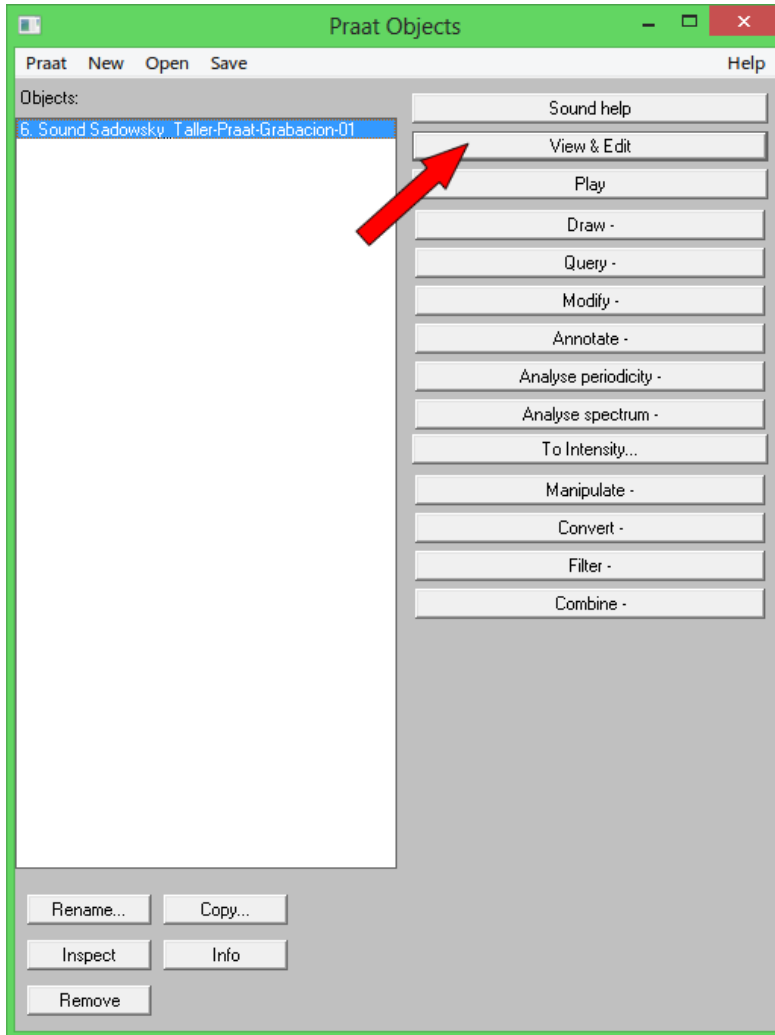 Praat Objects
Praat New Open Save Help
Objects:
6. Sound Sadowsky_Taller-Praat-Grabacion-01
Sound help
View & Edit
Play
Draw -
Query -
Modify -
Annotate -
Analyse periodicity -
Analyse spectrum -
To Intensity...
Manipulate -
Convert -
Filter -
Combine -
Rename... Copy...
Inspect Info
Remove